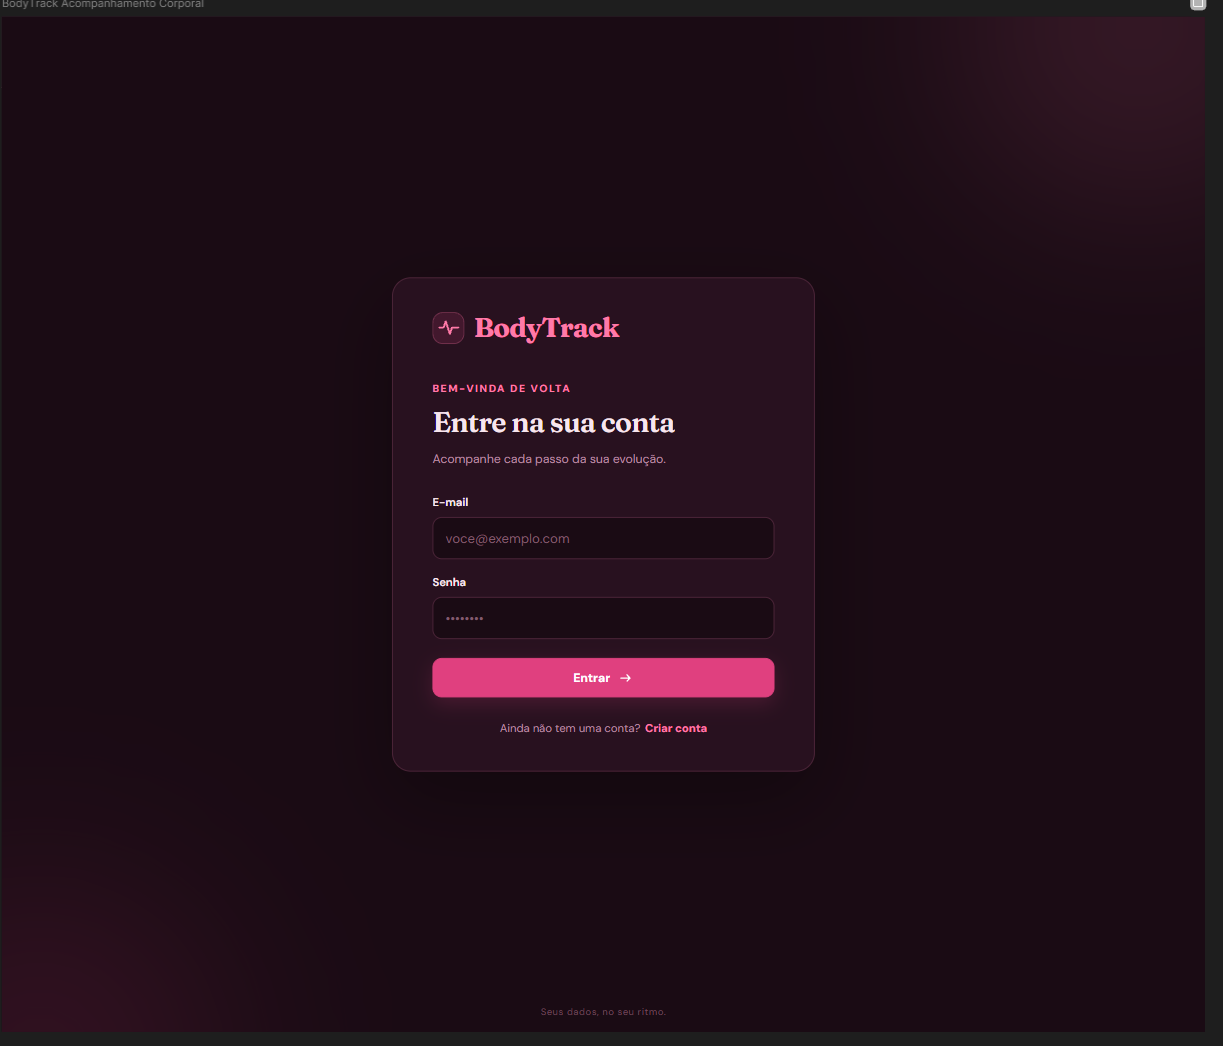 BodyTrack Acompanhamento Corporal
BodyTrack
BEM-VINDA DE VOLTA
Entre na sua conta
Acompanhe cada passo da sua evolução.
E-mail
voce@exemplo.com
Senha
••••••••
Entrar →
Ainda não tem uma conta? Criar conta
Seus dados, no seu ritmo.